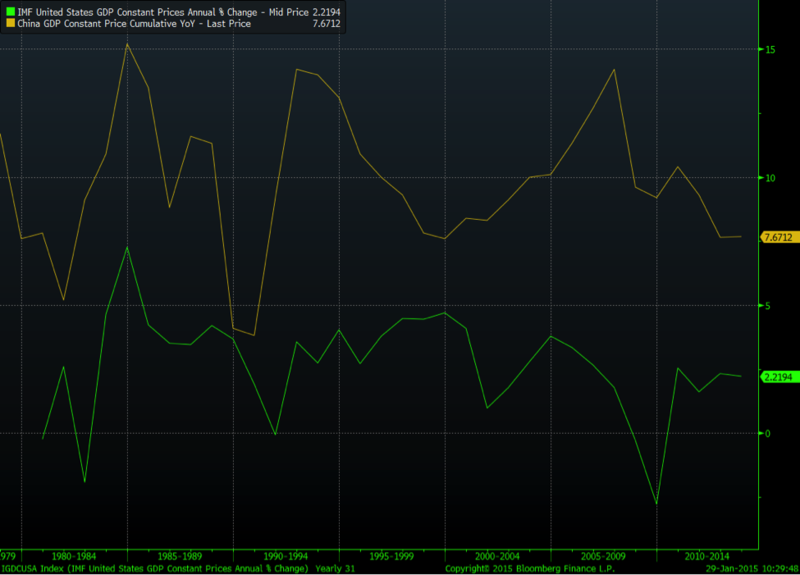 IMF United States GDP Constant Prices Annual % Change - Mid Price 2.2194
China GDP Constant Price Cumulative YoY - Last Price 7.6712
15
10
7.6712
5
2.2194
0
979 1980-1984 1985-1989 1990-1994 1995-1999 2000-2004 2005-2009 2010-2014
IGDCUSA Index (IMF United States GDP Constant Prices Annual % Change) Yearly 31 Copyright© 2015 Bloomberg Finance L.P. 29-Jan-2015 10:29:48